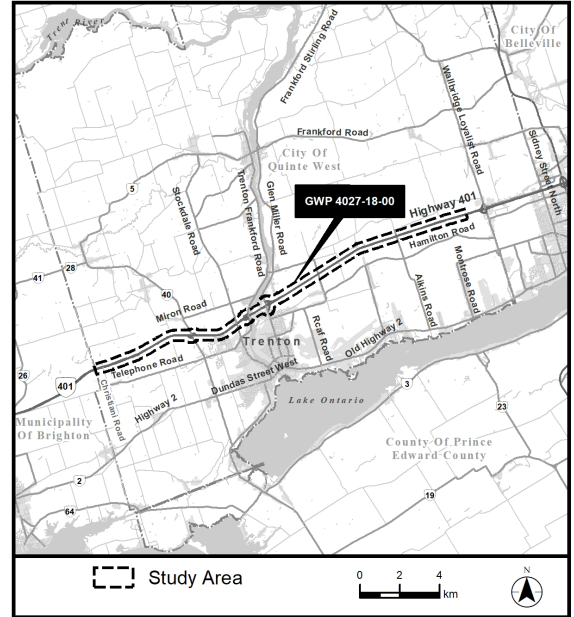 Trent River
Frankford Stirling Road
City Of
Belleville
Wallbridge Loyalist Road
Frankford Road
Sidney Street North
City Of
Quinte West
5
Stockdale Road
Trenton Frankford Road
Glen Miller Road
GWP 4027-18-00
Highway 401
Hamilton Road
41
28
40
Miron Road
Montrose Road
Aikins Road
Trenton
Rcaf Road
Old Highway 2
Telephone Road
26
401
Dundas Street West
3
Christiani Road
Highway 2
Lake Ontario
23
Municipality
Of Brighton
County Of Prince
Edward County
2
19
64
Study Area
0 2 4
km
N